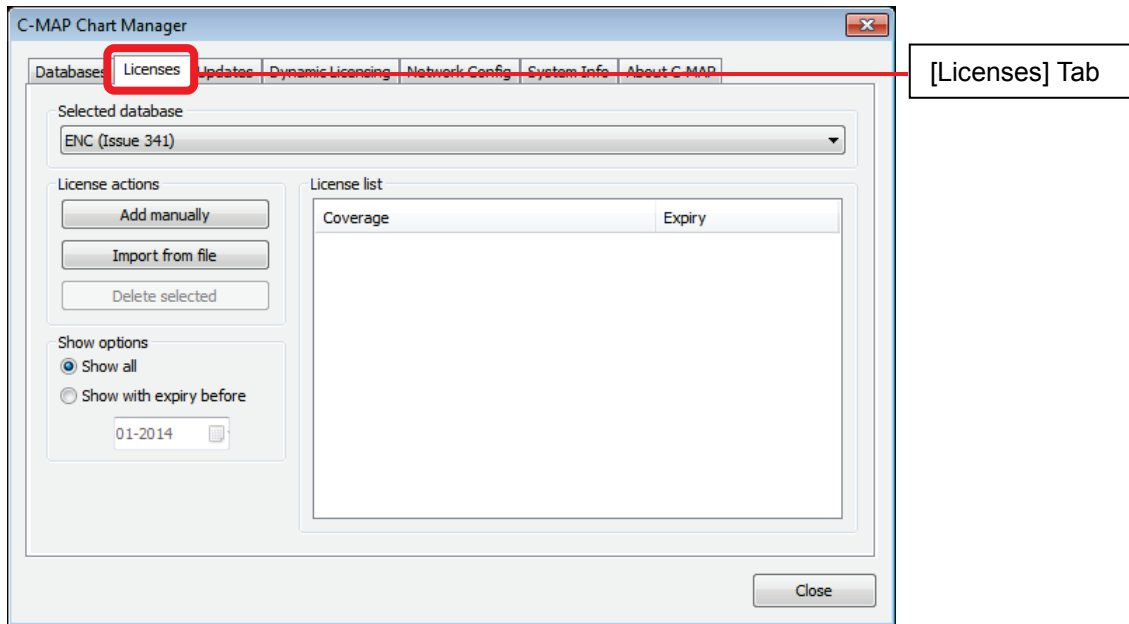 C-MAP Chart Manager
Databases Licenses Updates Dynamic Licensing Network Config System Info About C-MAP
[Licenses] Tab
Selected database
ENC (Issue 341)
License actions
Add manually
Import from file
Delete selected
License list
Coverage Expiry
Show options
Show all
Show with expiry before
01-2014
Close